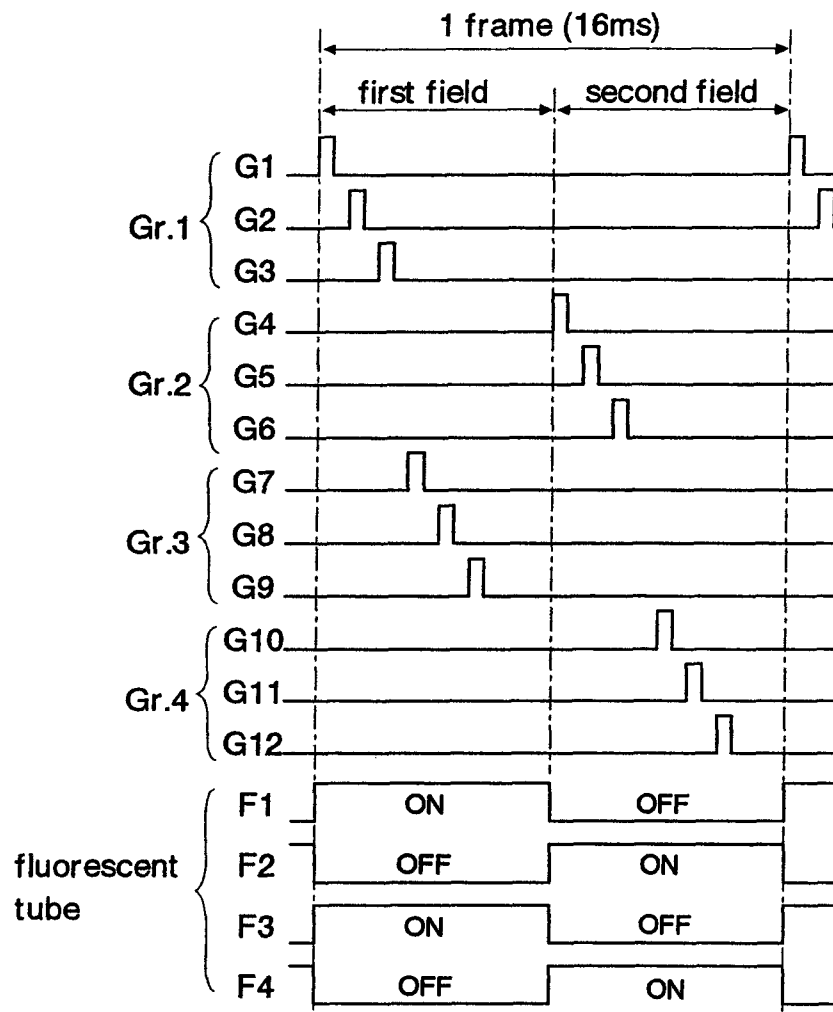 1 frame (16ms)
first field second field
G1
Gr.1 G2
G3
G4
Gr.2 G5
G6
G7
Gr.3 G8
G9
G10
Gr.4 G11
G12
F1 ON OFF
fluorescent tube
F2 OFF ON
F3 ON OFF
F4 OFF ON